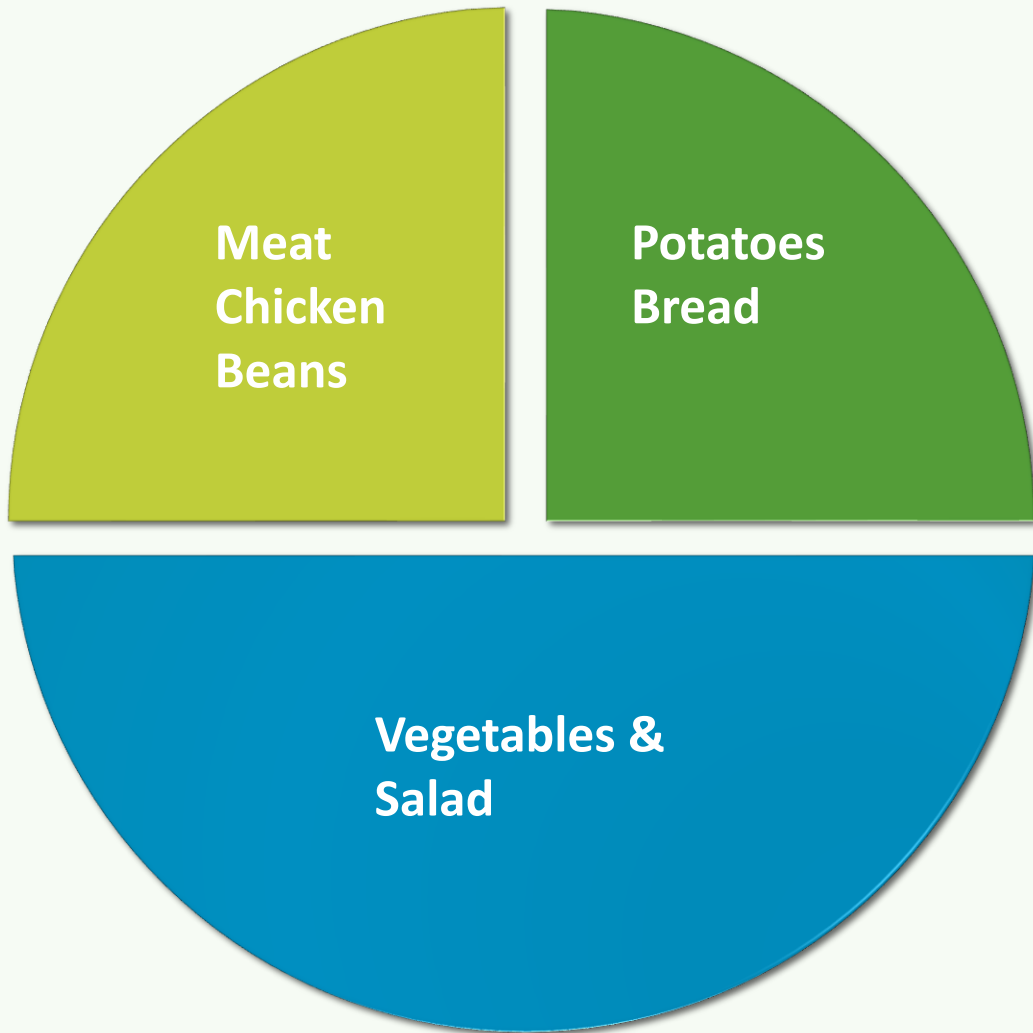 Meat
Chicken
Beans
Potatoes
Bread
Vegetables &
Salad